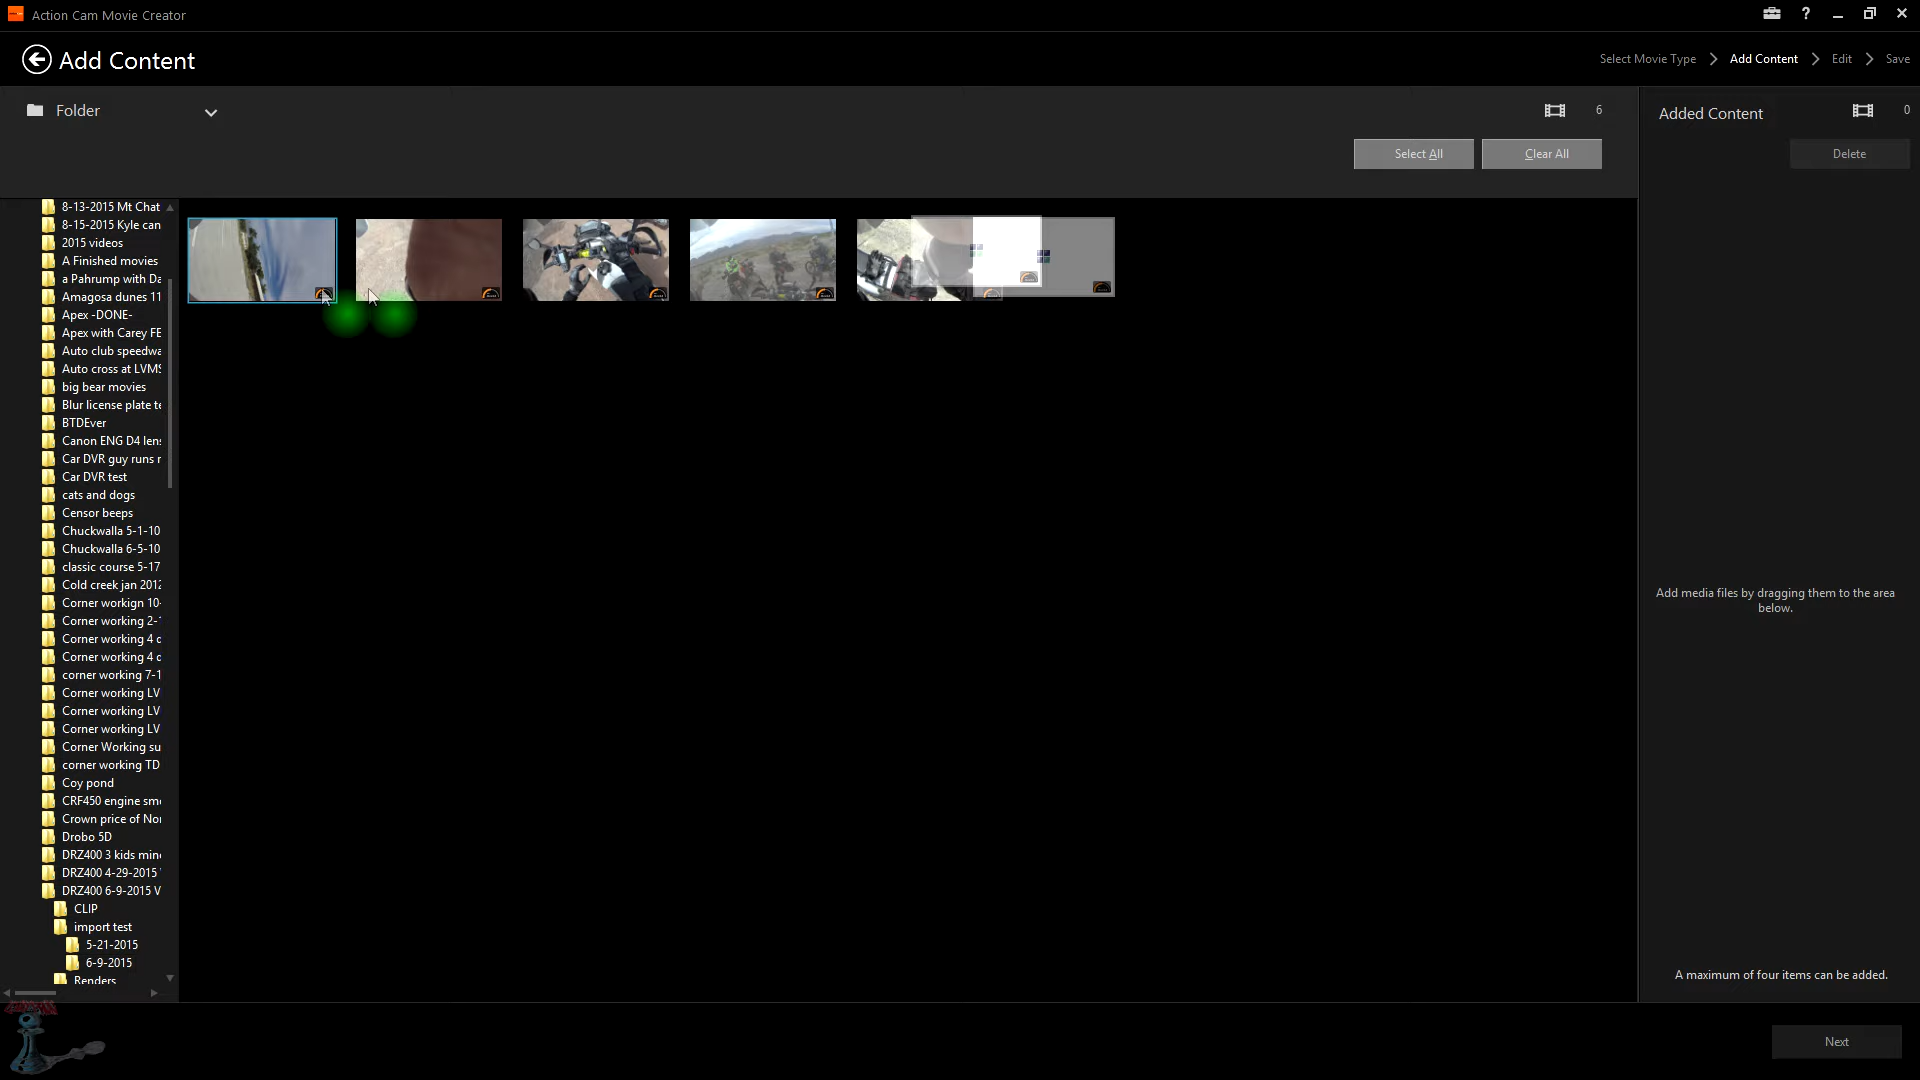 Action Cam Movie Creator
?
Add Content
Select Movie Type
Add Content
Edit
Save
Folder
6
Added Content
0
Select All
Clear All
Delete
8-13-2015 Mt Chat
8-15-2015 Kyle can
2015 videos
A Finished movies
a Pahrump with Da
Amagosa dunes 11
Apex -DONE-
Apex with Carey FE
Auto club speedwa
Auto cross at LVMS
big bear movies
Blur license plate te
BTDEver
Canon ENG D4 lens
Car DVR guy runs r
Car DVR test
cats and dogs
Censor beeps
Chuckwalla 5-1-10
Chuckwalla 6-5-10
classic course 5-17
Cold creek jan 2012
Corner workign 10-
Corner working 2-1
Corner working 4 d
Corner working 4 d
corner working 7-1
Corner working LV
Corner working LV
Corner working LV
Corner Working su
corner working TD
Coy pond
CRF450 engine smo
Crown price of Nor
Drobo 5D
DRZ400 3 kids mine
DRZ400 4-29-2015
DRZ400 6-9-2015 V
CLIP
import test
5-21-2015
6-9-2015
Renders
Add media files by dragging them to the area
below.
A maximum of four items can be added.
Next